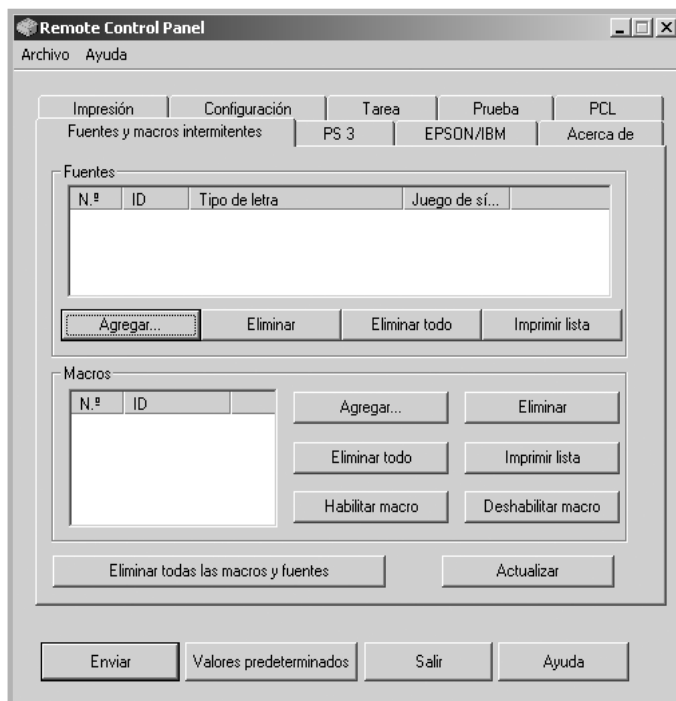 Remote Control Panel
Archivo Ayuda
Impresión Configuración Tarea Prueba PCL
Fuentes y macros intermitentes PS 3 EPSON/IBM Acerca de
Fuentes
N.º ID Tipo de letra Juego de sí...
Agregar... Eliminar Eliminar todo Imprimir lista
Macros
N.º ID
Agregar... Eliminar
Eliminar todo Imprimir lista
Habilitar macro Deshabilitar macro
Eliminar todas las macros y fuentes Actualizar
Enviar Valores predeterminados Salir Ayuda